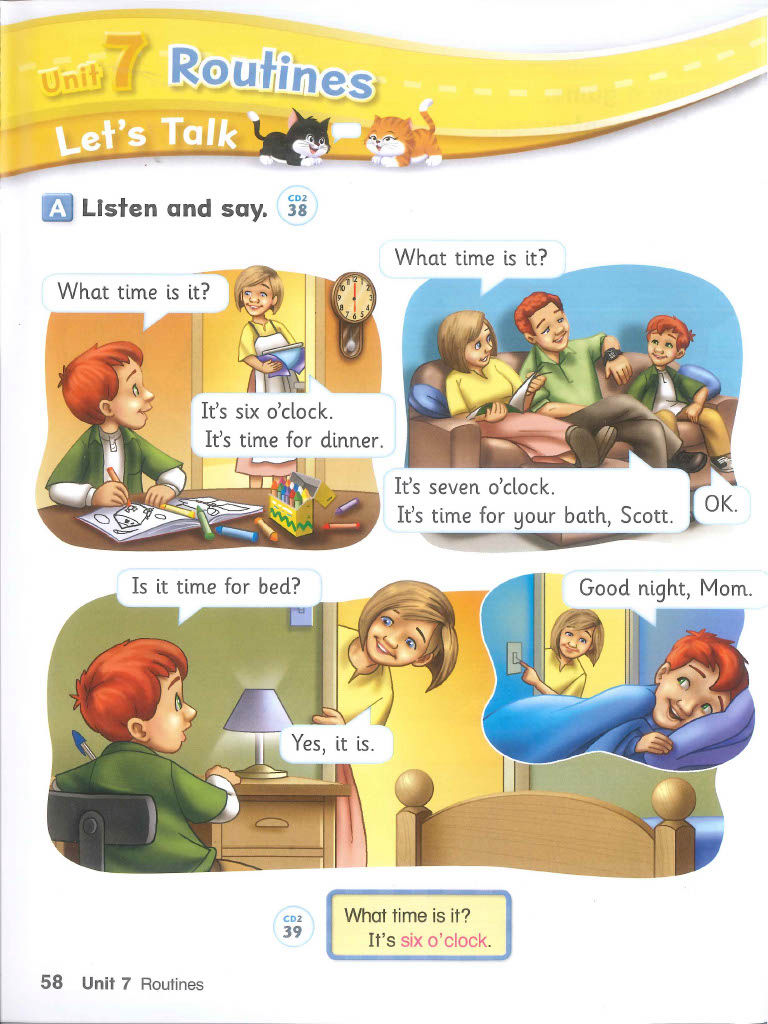 Unit 7 Routines
Let's Talk
A Listen and say. CD2 38
What time is it?
It's six o'clock.
It's time for dinner.
What time is it?
It's seven o'clock.
It's time for your bath, Scott.
OK.
Is it time for bed?
Yes, it is.
Good night, Mom.
CD2 39
What time is it?
It's six o'clock.
58 Unit 7 Routines